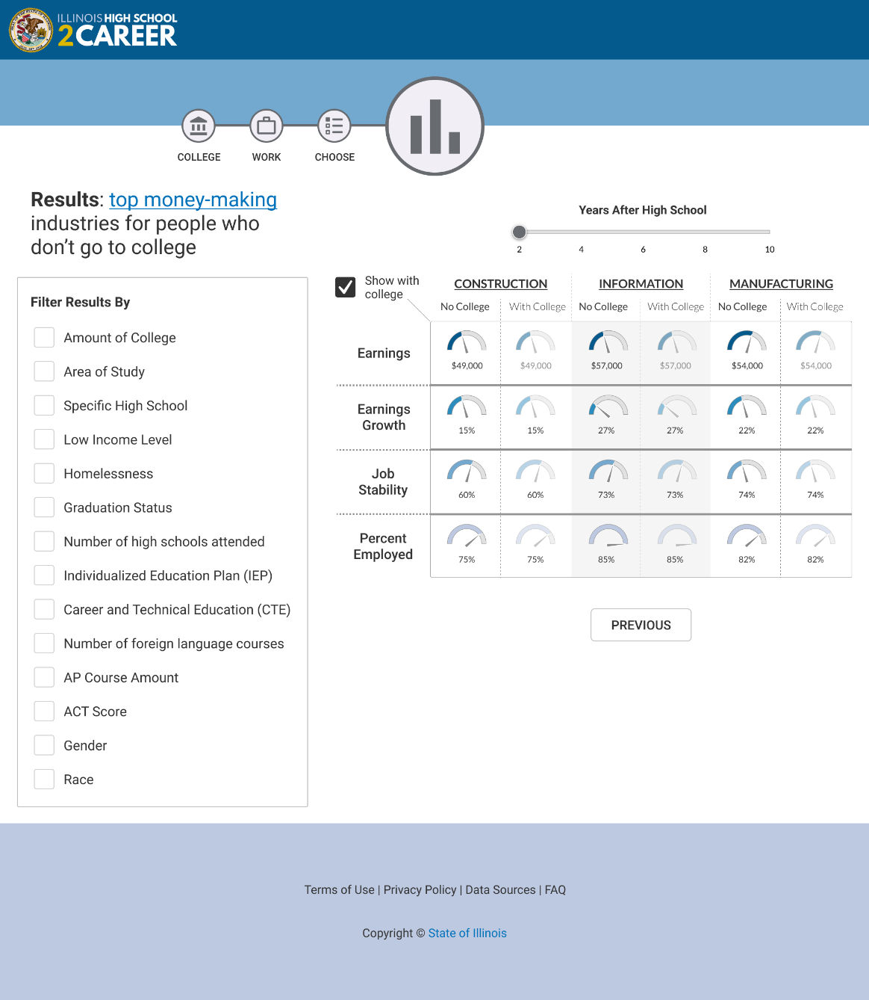 ILLINOIS HIGH SCHOOL
2CAREER
COLLEGE
WORK
CHOOSE
Results: top money-making
industries for people who
don't go to college
Years After High School
2 4 6 8 10
Filter Results By
Amount of College
Area of Study
Specific High School
Low Income Level
Homelessness
Graduation Status
Number of high schools attended
Individualized Education Plan (IEP)
Career and Technical Education (CTE)
Number of foreign language courses
AP Course Amount
ACT Score
Gender
Race
Show with
college
CONSTRUCTION INFORMATION MANUFACTURING
No College With College No College With College No College With College
Earnings
$49,000 $49,000 $57,000 $57,000 $54,000 $54,000
Earnings
Growth
15% 15% 27% 27% 22% 22%
Job
Stability
60% 60% 73% 73% 74% 74%
Percent
Employed
75% 75% 85% 85% 82% 82%
PREVIOUS
Terms of Use | Privacy Policy | Data Sources | FAQ
Copyright © State of Illinois